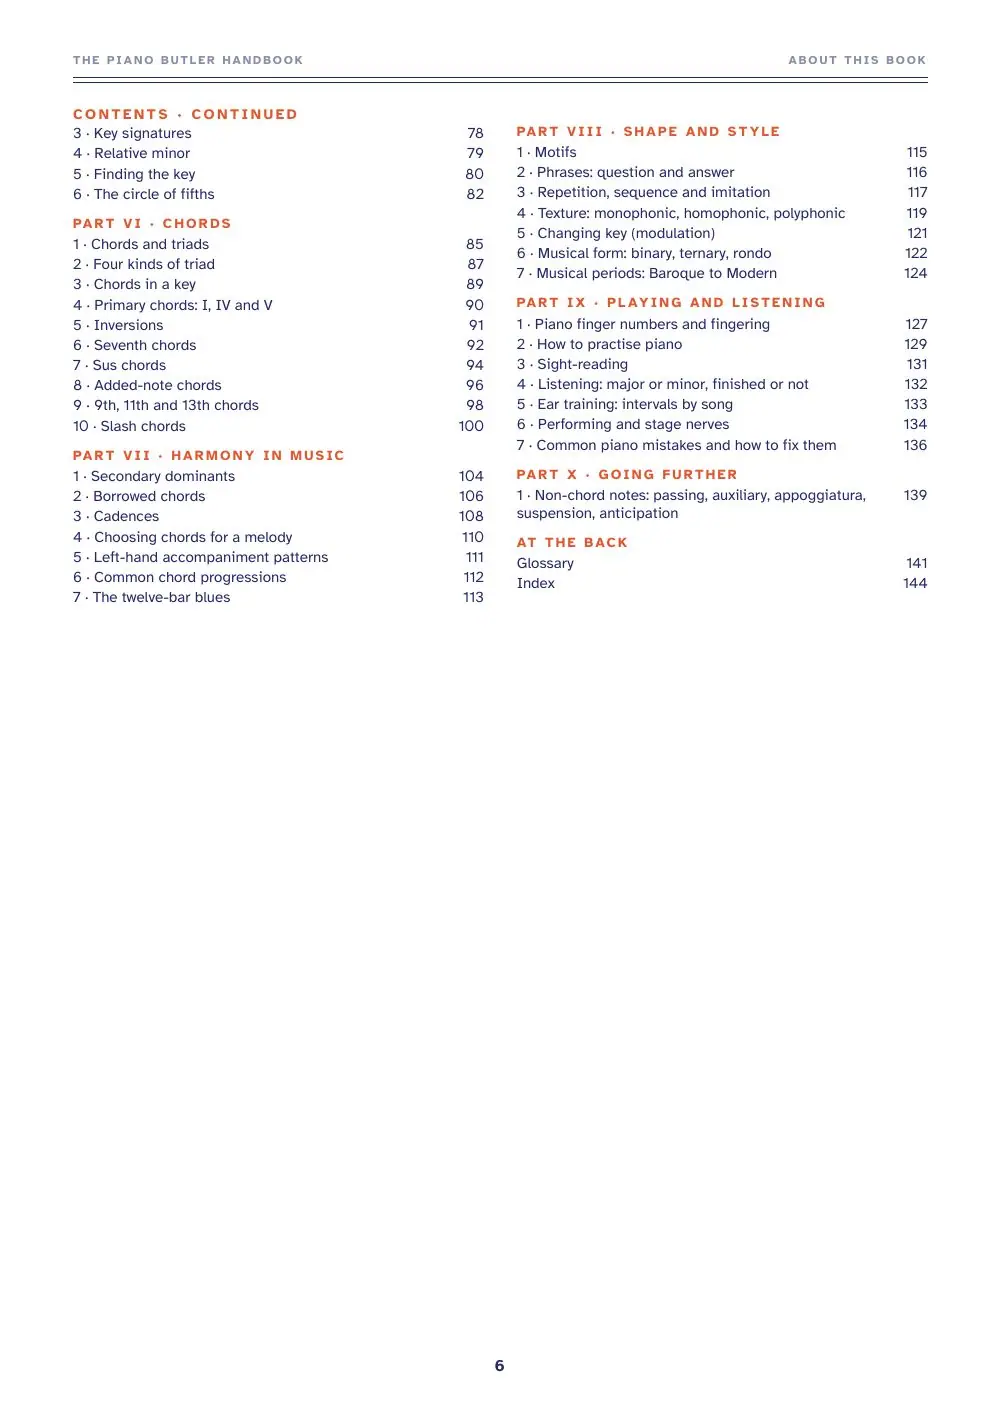 THE PIANO BUTLER HANDBOOK
ABOUT THIS BOOK
CONTENTS · CONTINUED
3 · Key signatures 78
4 · Relative minor 79
5 · Finding the key 80
6 · The circle of fifths 82
PART VI · CHORDS
1 · Chords and triads 85
2 · Four kinds of triad 87
3 · Chords in a key 89
4 · Primary chords: I, IV and V 90
5 · Inversions 91
6 · Seventh chords 92
7 · Sus chords 94
8 · Added-note chords 96
9 · 9th, 11th and 13th chords 98
10 · Slash chords 100
PART VII · HARMONY IN MUSIC
1 · Secondary dominants 104
2 · Borrowed chords 106
3 · Cadences 108
4 · Choosing chords for a melody 110
5 · Left-hand accompaniment patterns 111
6 · Common chord progressions 112
7 · The twelve-bar blues 113
PART VIII · SHAPE AND STYLE
1 · Motifs 115
2 · Phrases: question and answer 116
3 · Repetition, sequence and imitation 117
4 · Texture: monophonic, homophonic, polyphonic 119
5 · Changing key (modulation) 121
6 · Musical form: binary, ternary, rondo 122
7 · Musical periods: Baroque to Modern 124
PART IX · PLAYING AND LISTENING
1 · Piano finger numbers and fingering 127
2 · How to practise piano 129
3 · Sight-reading 131
4 · Listening: major or minor, finished or not 132
5 · Ear training: intervals by song 133
6 · Performing and stage nerves 134
7 · Common piano mistakes and how to fix them 136
PART X · GOING FURTHER
1 · Non-chord notes: passing, auxiliary, appoggiatura, 139
suspension, anticipation
AT THE BACK
Glossary 141
Index 144
6